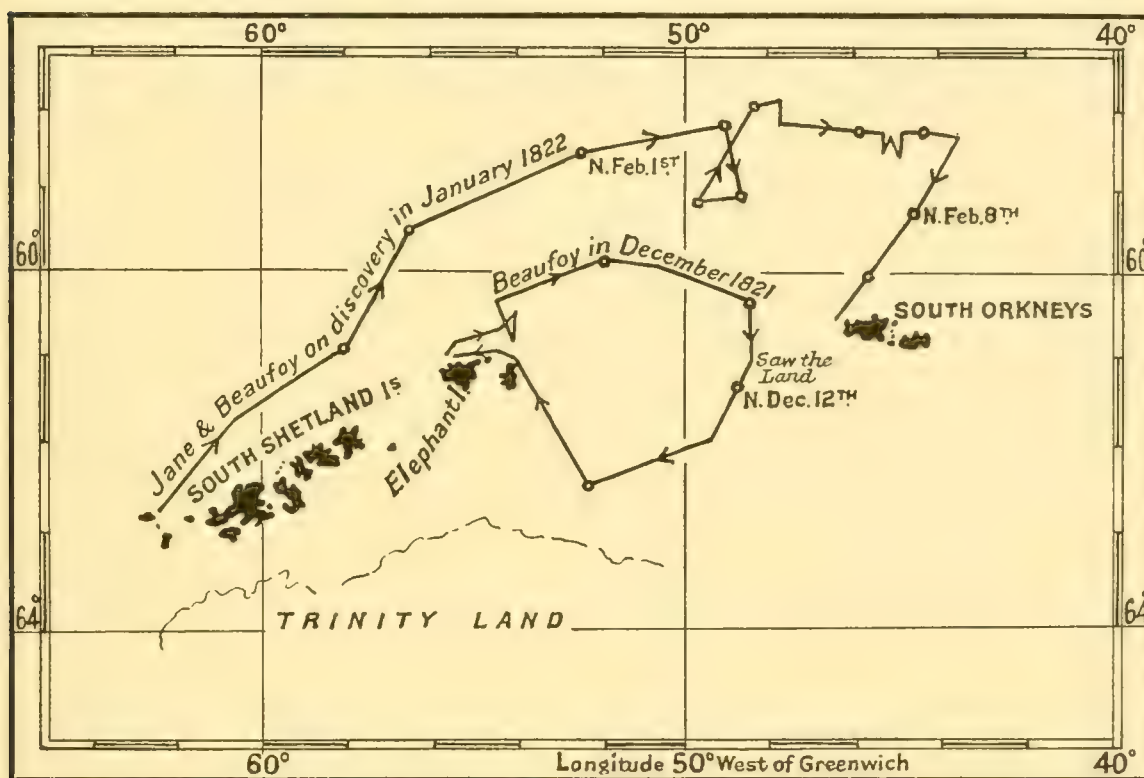 60° 50° 40°
Jane & Beaufoy on discovery in January 1822
N. Feb. 1ST.
N. Feb. 8TH
60° 60°
Beaufoy in December 1821
SOUTH ORKNEYS
Saw the
Land
N. Dec. 12TH.
SOUTH SHETLAND Is
Elephant I.
64° 64°
TRINITY LAND
60° Longitude 50° West of Greenwich 40°